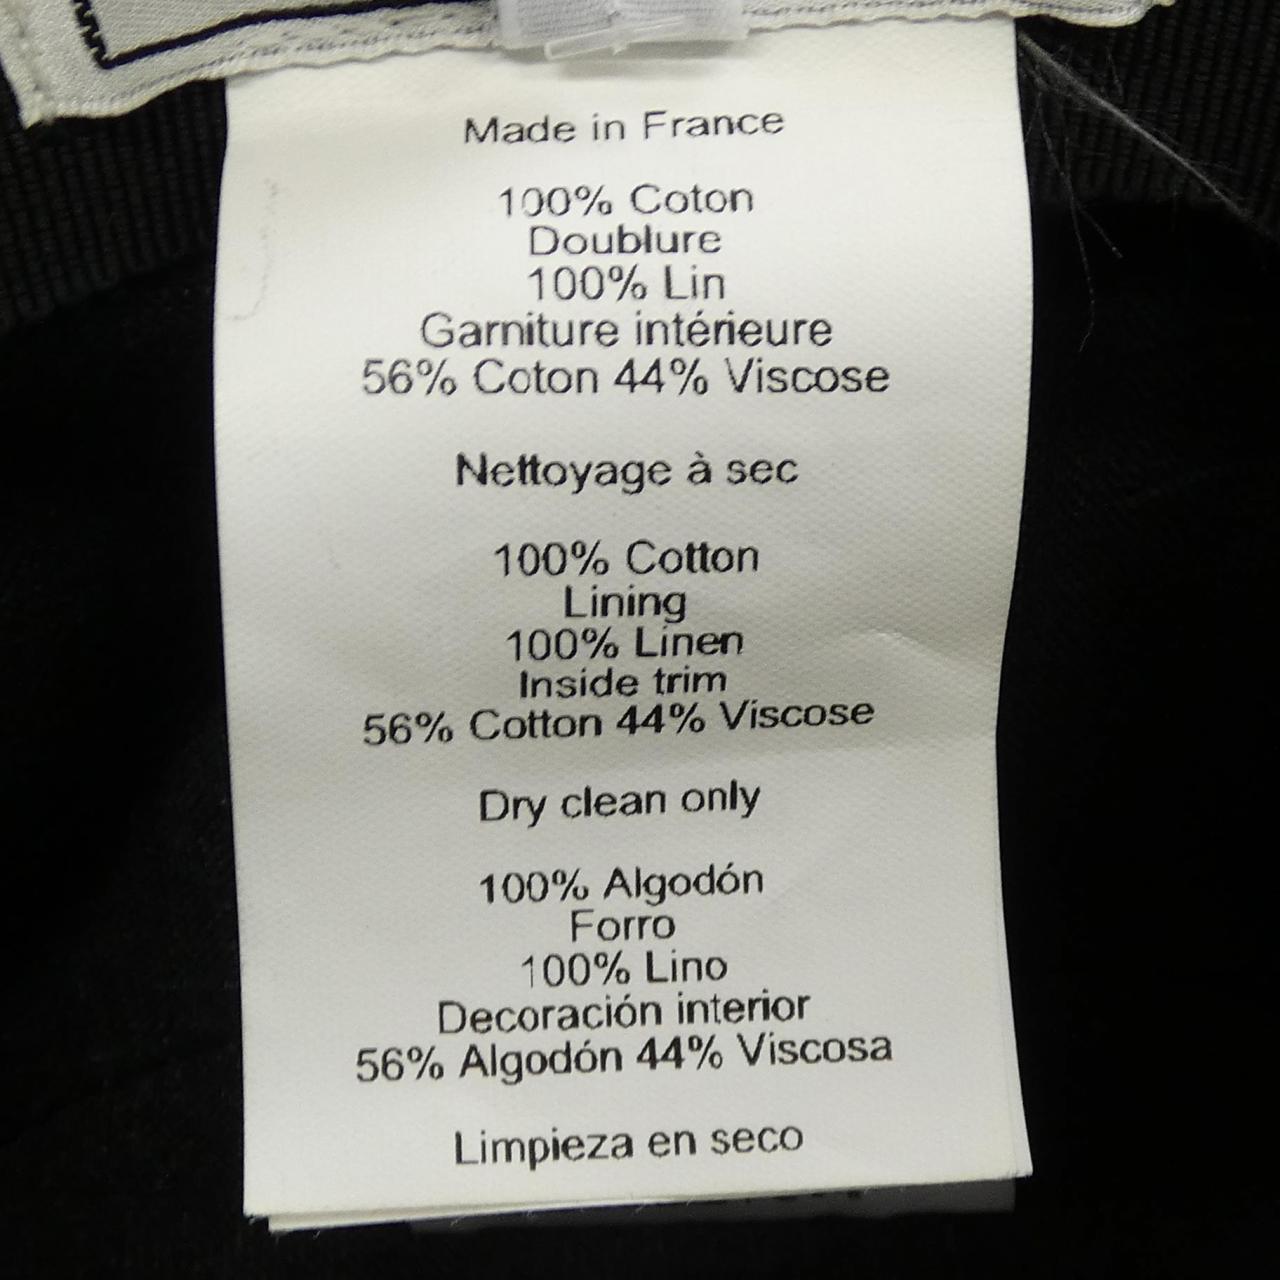 Made in France
100% Coton
Doublure
100% Lin
Garniture intérieure
56% Coton 44% Viscose
Nettoyage à sec
100% Cotton
Lining
100% Linen
Inside trim
56% Cotton 44% Viscose
Dry clean only
100% Algodón
Forro
100% Lino
Decoración interior
56% Algodón 44% Viscosa
Limpieza en seco